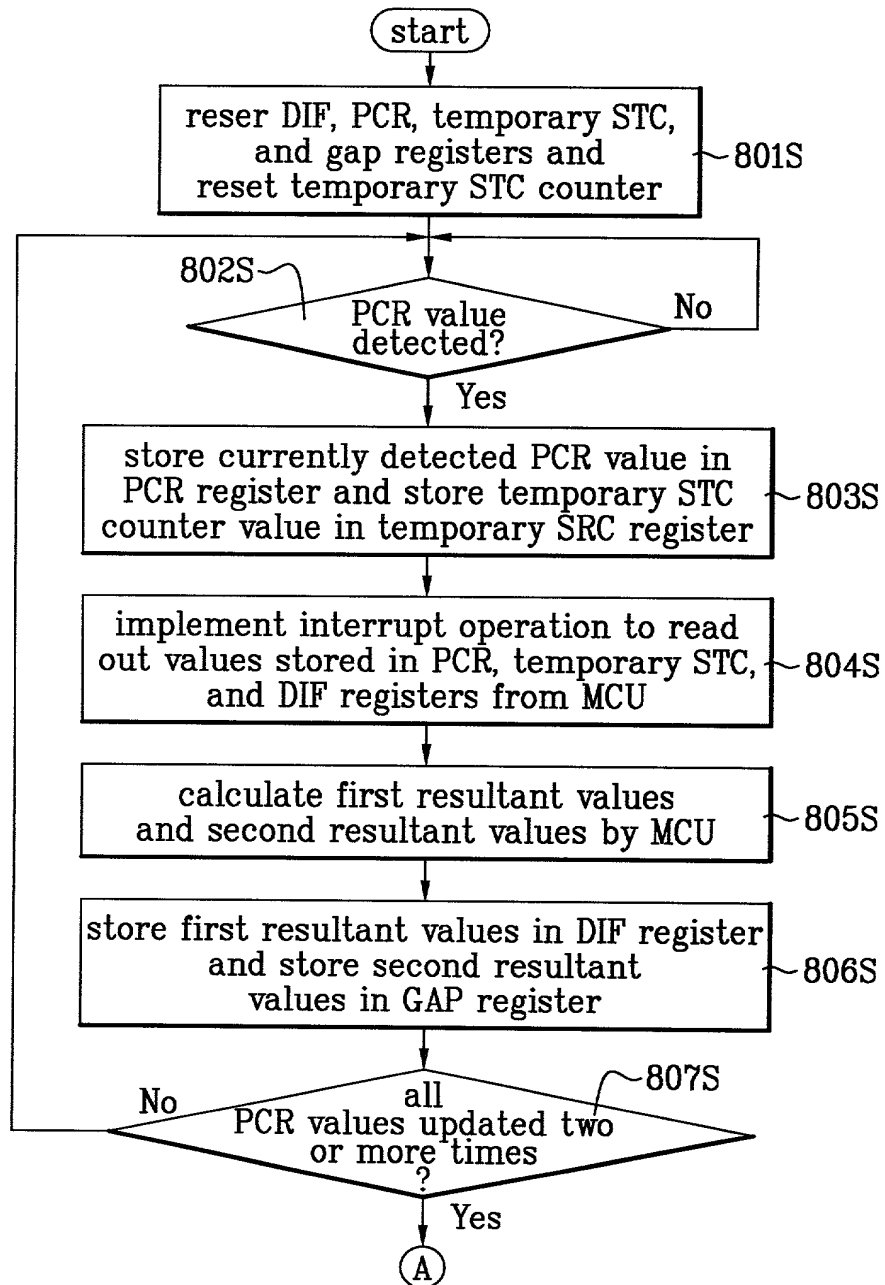 start
reser DIF, PCR, temporary STC,
and gap registers and
reset temporary STC counter
801S
802S
PCR value
detected?
No
Yes
store currently detected PCR value in
PCR register and store temporary STC
counter value in temporary SRC register
803S
implement interrupt operation to read
out values stored in PCR, temporary STC,
and DIF registers from MCU
804S
calculate first resultant values
and second resultant values by MCU
805S
store first resultant values in DIF register
and store second resultant
values in GAP register
806S
807S
No
all
PCR values updated two
or more times
?
Yes
A